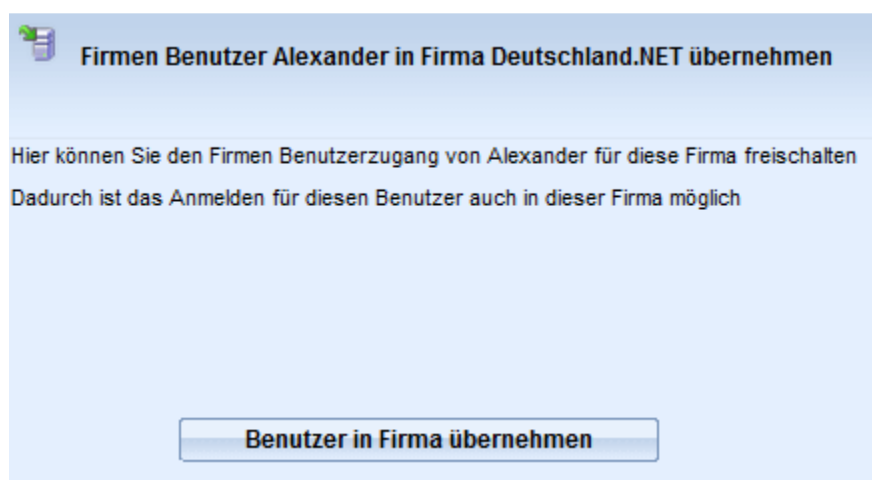 Firmen Benutzer Alexander in Firma Deutschland.NET übernehmen
Hier können Sie den Firmen Benutzerzugang von Alexander für diese Firma freischalten
Dadurch ist das Anmelden für diesen Benutzer auch in dieser Firma möglich
Benutzer in Firma übernehmen